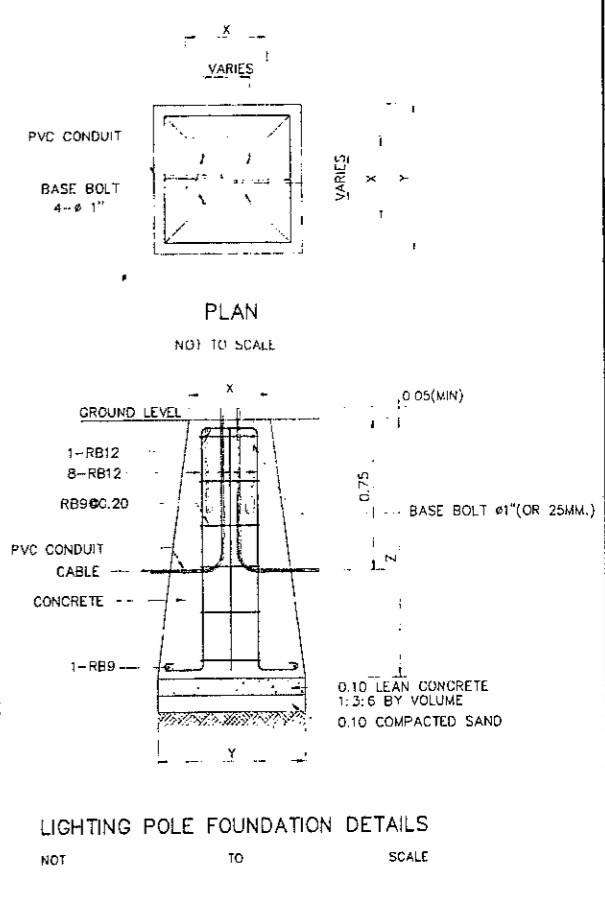 X
VARIES
PVC CONDUIT
BASE BOLT
4-ø 1"
VARIES
X
Y
PLAN
NOT TO SCALE
X
GROUND LEVEL
0.05(MIN)
1-RB12
8-RB12
RB9@0.20
0.75
BASE BOLT ø1"(OR 25MM.)
PVC CONDUIT
Z
CABLE
CONCRETE
1-RB9
0.10 LEAN CONCRETE
1:3:6 BY VOLUME
0.10 COMPACTED SAND
Y
LIGHTING POLE FOUNDATION DETAILS
NOT TO SCALE